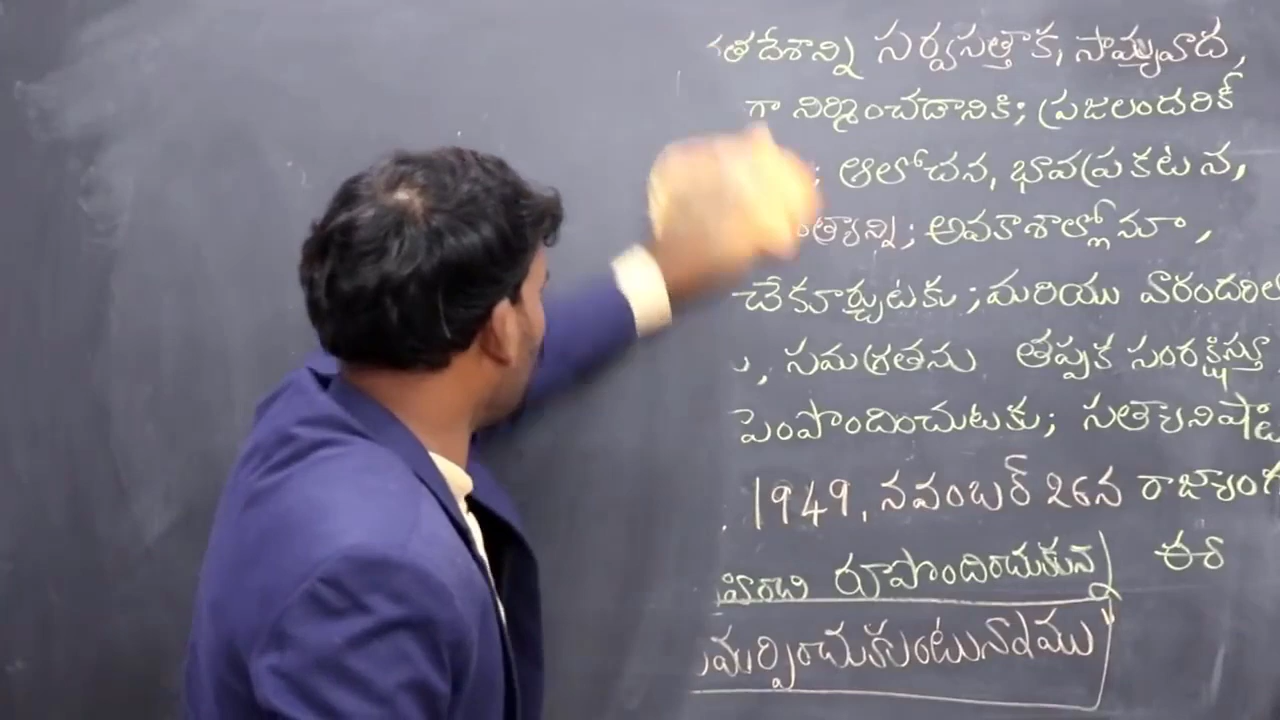 దేశాన్ని సర్వసత్తాక, సామ్యవాద,
గా నిర్మించడానికి; ప్రజలందరికీ
; ఆలోచన, భావప్రకటన,
అవకాశాల్లోనూ,
చేకూర్చుటకు; మరియు వారందరిలో
, సమగ్రతను తప్పక సంరక్షిస్తూ
పెంపొందించుటకు; సత్యనిష్ఠ
1949, నవంబర్ 26న రాజ్యాంగ
రూపొందించుకున్న ఈ